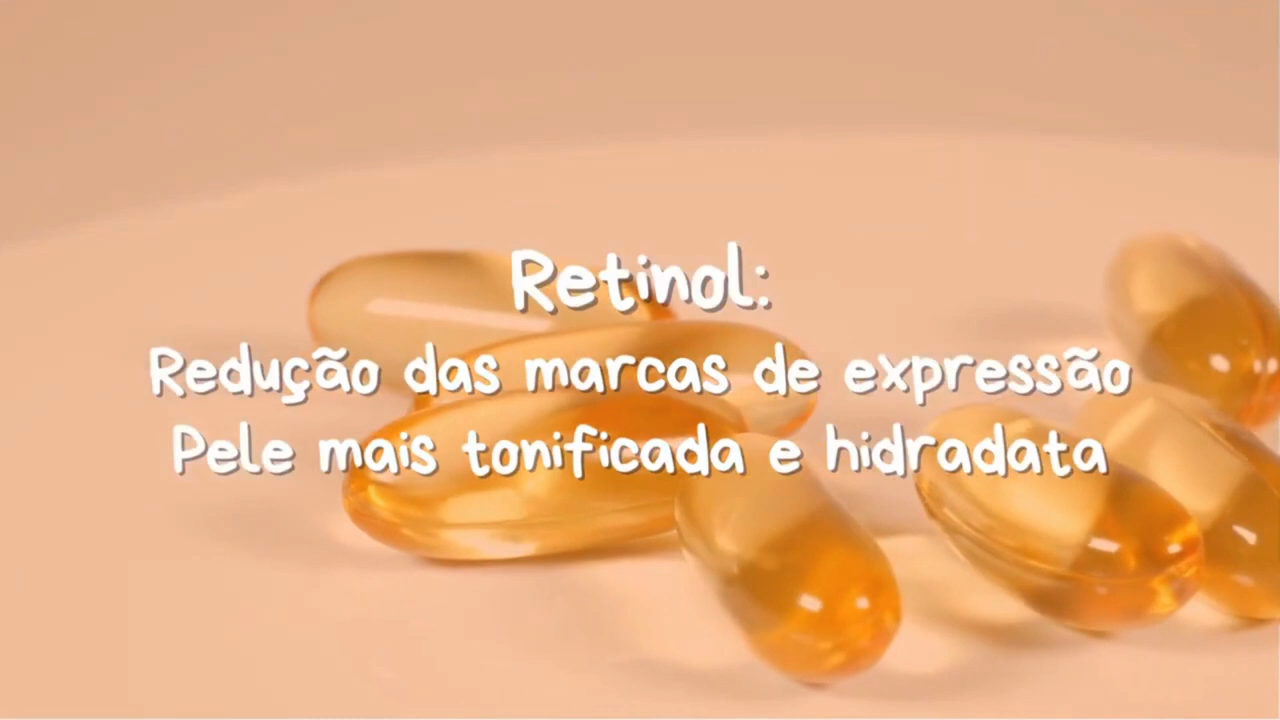 Retinol:
Redução das marcas de expressão
Pele mais tonificada e hidradata